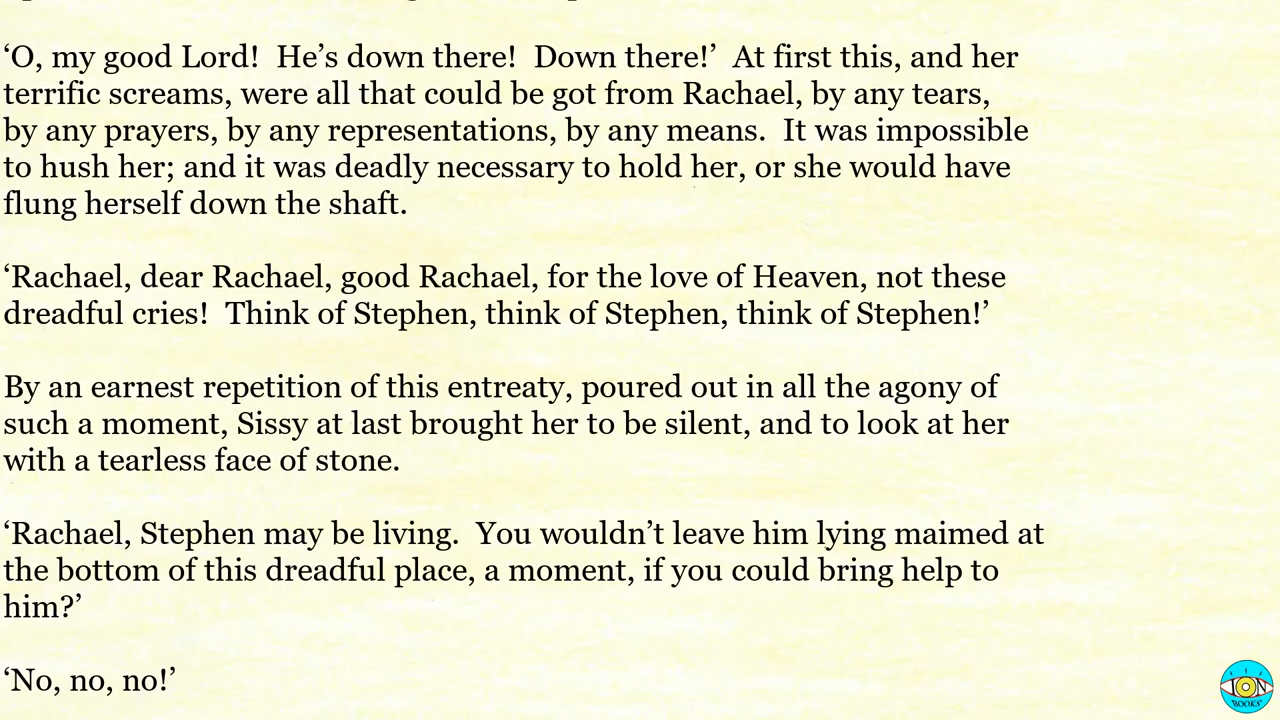 ‘O, my good Lord!  He’s down there!  Down there!’  At first this, and her
terrific screams, were all that could be got from Rachael, by any tears,
by any prayers, by any representations, by any means.  It was impossible
to hush her; and it was deadly necessary to hold her, or she would have
flung herself down the shaft.
‘Rachael, dear Rachael, good Rachael, for the love of Heaven, not these
dreadful cries!  Think of Stephen, think of Stephen, think of Stephen!’
By an earnest repetition of this entreaty, poured out in all the agony of
such a moment, Sissy at last brought her to be silent, and to look at her
with a tearless face of stone.
‘Rachael, Stephen may be living.  You wouldn’t leave him lying maimed at
the bottom of this dreadful place, a moment, if you could bring help to
him?’
‘No, no, no!’
ION
BOOKS